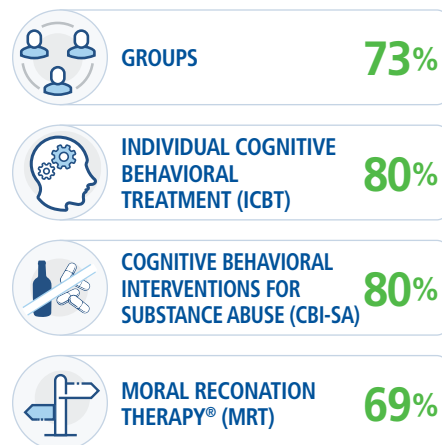 GROUPS 73%
INDIVIDUAL COGNITIVE
BEHAVIORAL
TREATMENT (ICBT)
80%
COGNITIVE BEHAVIORAL
INTERVENTIONS FOR
SUBSTANCE ABUSE (CBI-SA)
80%
MORAL RECONATION
THERAPY® (MRT)
69%